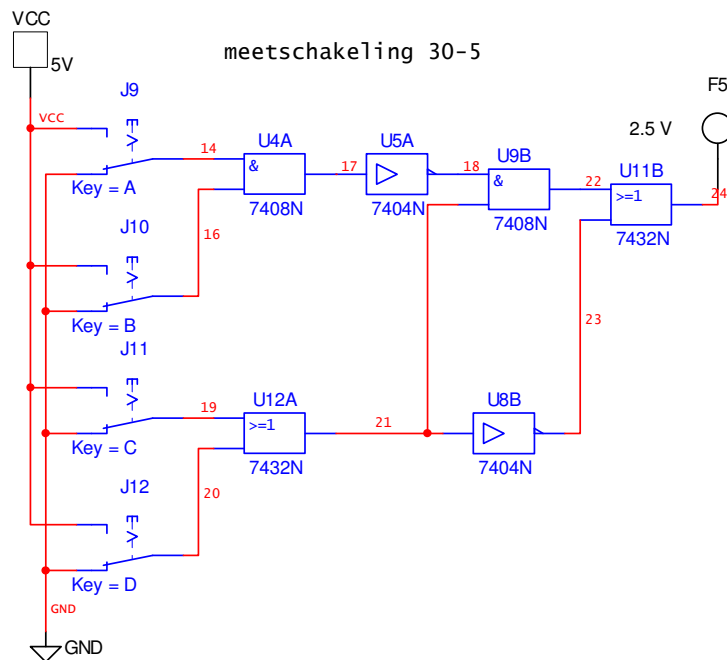 VCC
5V
meetschakeling 30-5
F5
2.5 V
VCC
J9
Key = A
14
U4A
&
7408N
17
U5A
7404N
18
U9B
&
7408N
22
U11B
>=1
7432N
24
J10
Key = B
16
23
J11
Key = C
19
U12A
>=1
7432N
21
U8B
7404N
J12
Key = D
20
GND
GND